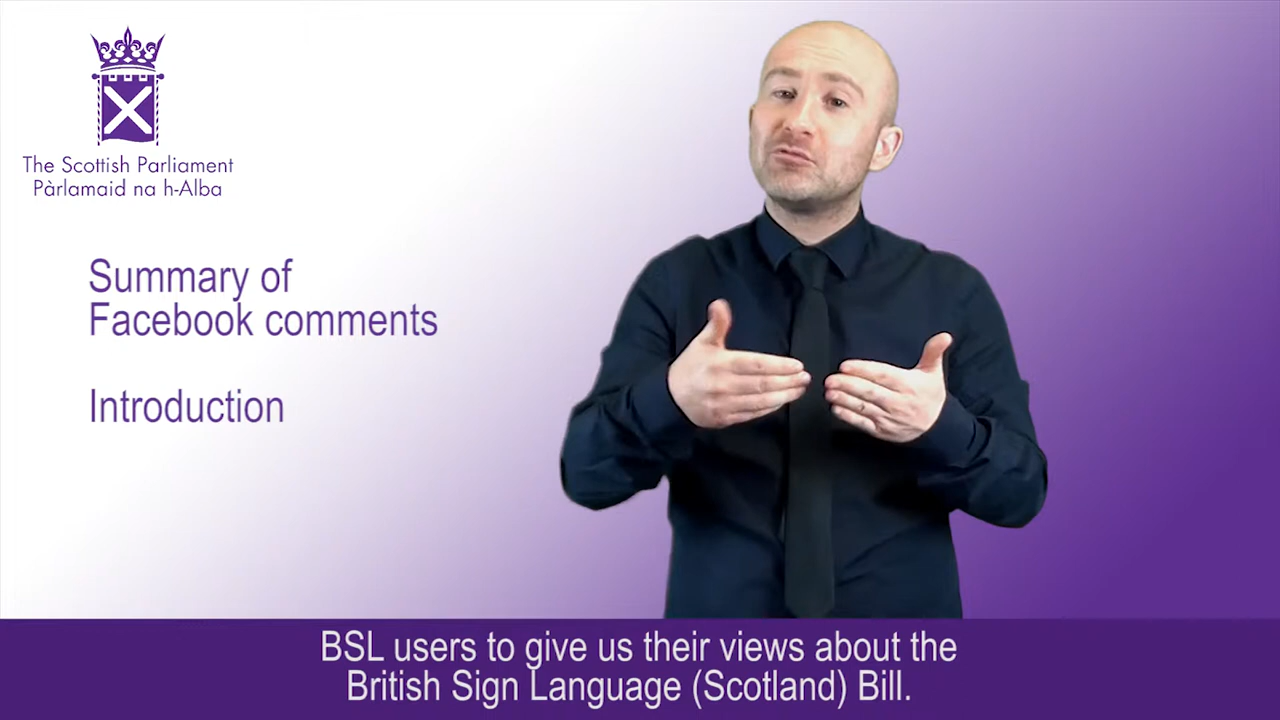 The Scottish Parliament
Pàrlamaid na h-Alba
Summary of
Facebook comments
Introduction
BSL users to give us their views about the
British Sign Language (Scotland) Bill.